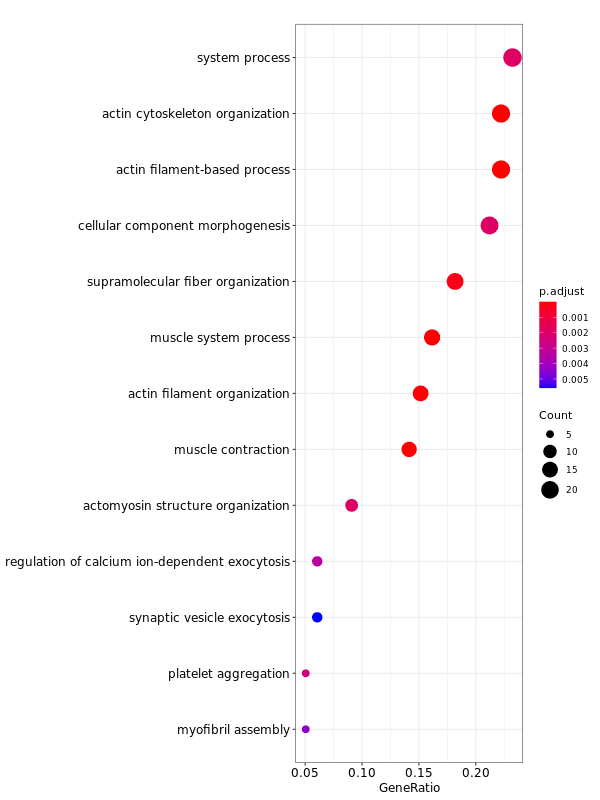 system process
actin cytoskeleton organization
actin filament-based process
cellular component morphogenesis
supramolecular fiber organization
muscle system process
actin filament organization
muscle contraction
actomyosin structure organization
regulation of calcium ion-dependent exocytosis
synaptic vesicle exocytosis
platelet aggregation
myofibril assembly
0.05 0.10 0.15 0.20
GeneRatio
p.adjust
0.001
0.002
0.003
0.004
0.005
Count
5
10
15
20